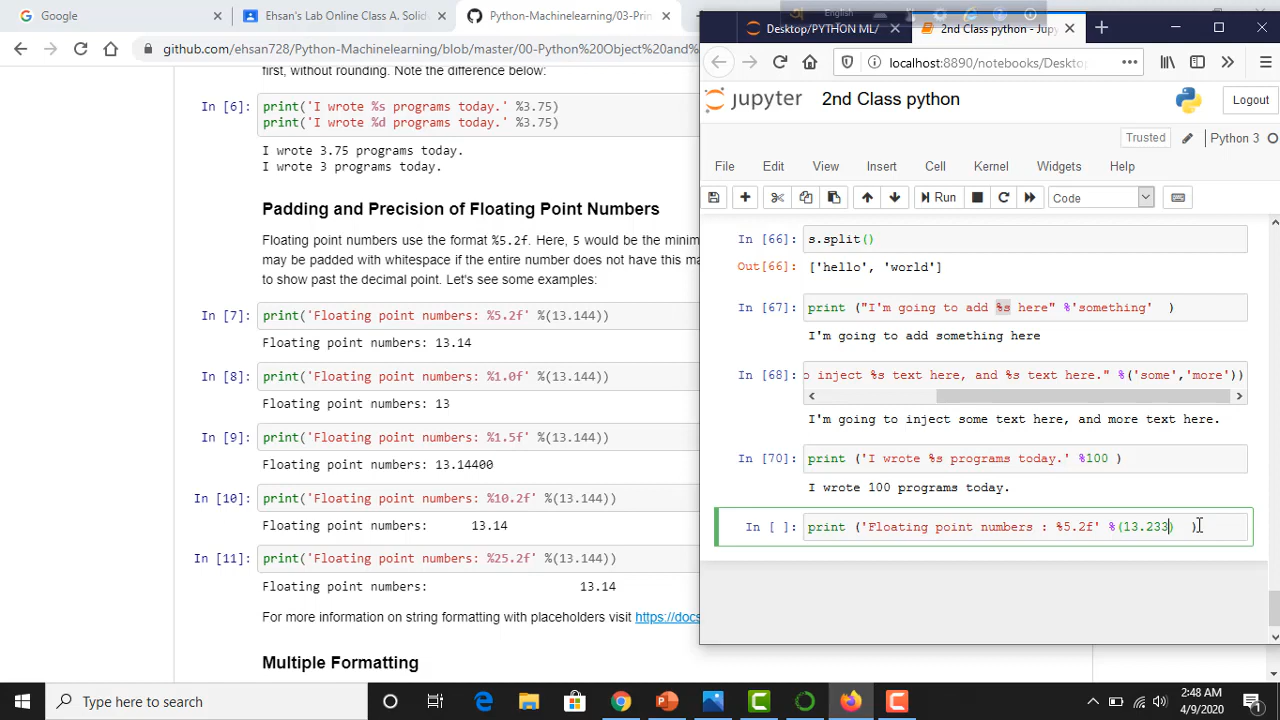 Google
Ehsan's Lab Online Class A. Solid
Python-Machinelearning/03-Prin
English
Desktop/PYTHON ML/
2nd Class python - Jupy
github.com/ehsan728/Python-Machinelearning/blob/master/00-Python%20Object%20and%
localhost:8890/notebooks/Deskto
first, without rounding. Note the difference below:
In [6]:
print('I wrote %s programs today.' %3.75)
print('I wrote %d programs today.' %3.75)
I wrote 3.75 programs today.
I wrote 3 programs today.
Padding and Precision of Floating Point Numbers
Floating point numbers use the format %5.2f. Here, 5 would be the minim
may be padded with whitespace if the entire number does not have this ma
to show past the decimal point. Let's see some examples:
In [7]:
print('Floating point numbers: %5.2f' %(13.144))
Floating point numbers: 13.14
In [8]:
print('Floating point numbers: %1.0f' %(13.144))
Floating point numbers: 13
In [9]:
print('Floating point numbers: %1.5f' %(13.144))
Floating point numbers: 13.14400
In [10]:
print('Floating point numbers: %10.2f' %(13.144))
Floating point numbers:      13.14
In [11]:
print('Floating point numbers: %25.2f' %(13.144))
Floating point numbers:                     13.14
For more information on string formatting with placeholders visit https://docs
Multiple Formatting
jupyter
2nd Class python
Logout
Trusted
Python 3
File Edit View Insert Cell Kernel Widgets Help
Run
Code
In [66]:
s.split()
Out[66]:
['hello', 'world']
In [67]:
print ("I'm going to add %s here" %'something'  )
I'm going to add something here
In [68]:
o inject %s text here, and %s text here." %('some','more'))
I'm going to inject some text here, and more text here.
In [70]:
print ('I wrote %s programs today.' %100 )
I wrote 100 programs today.
In [ ]:
print ('Floating point numbers : %5.2f' %(13.233)  )
Type here to search
2:48 AM
4/9/2020
1